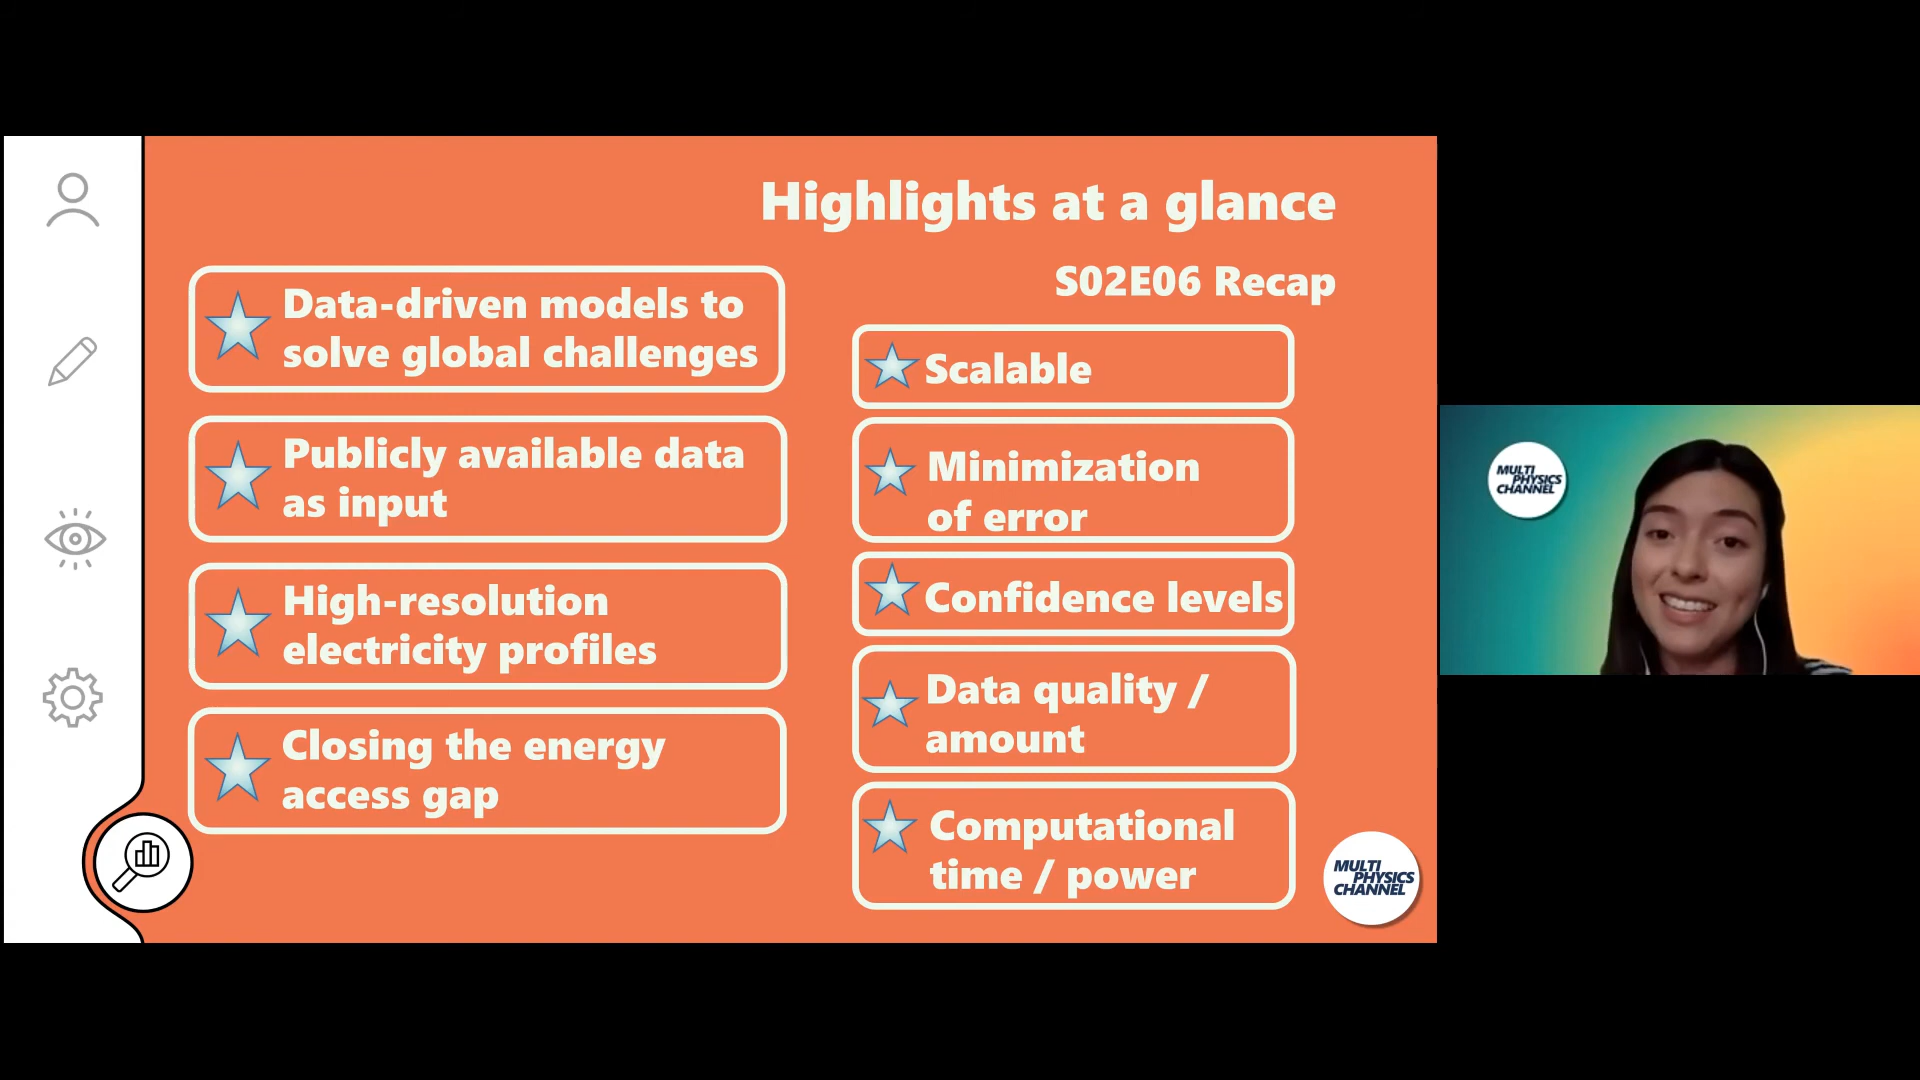 Highlights at a glance
S02E06 Recap
Data-driven models to
solve global challenges
Publicly available data
as input
High-resolution
electricity profiles
Closing the energy
access gap
Scalable
Minimization
of error
Confidence levels
Data quality /
amount
Computational
time / power
MULTI
PHYSICS
CHANNEL
MULTI
PHYSICS
CHANNEL